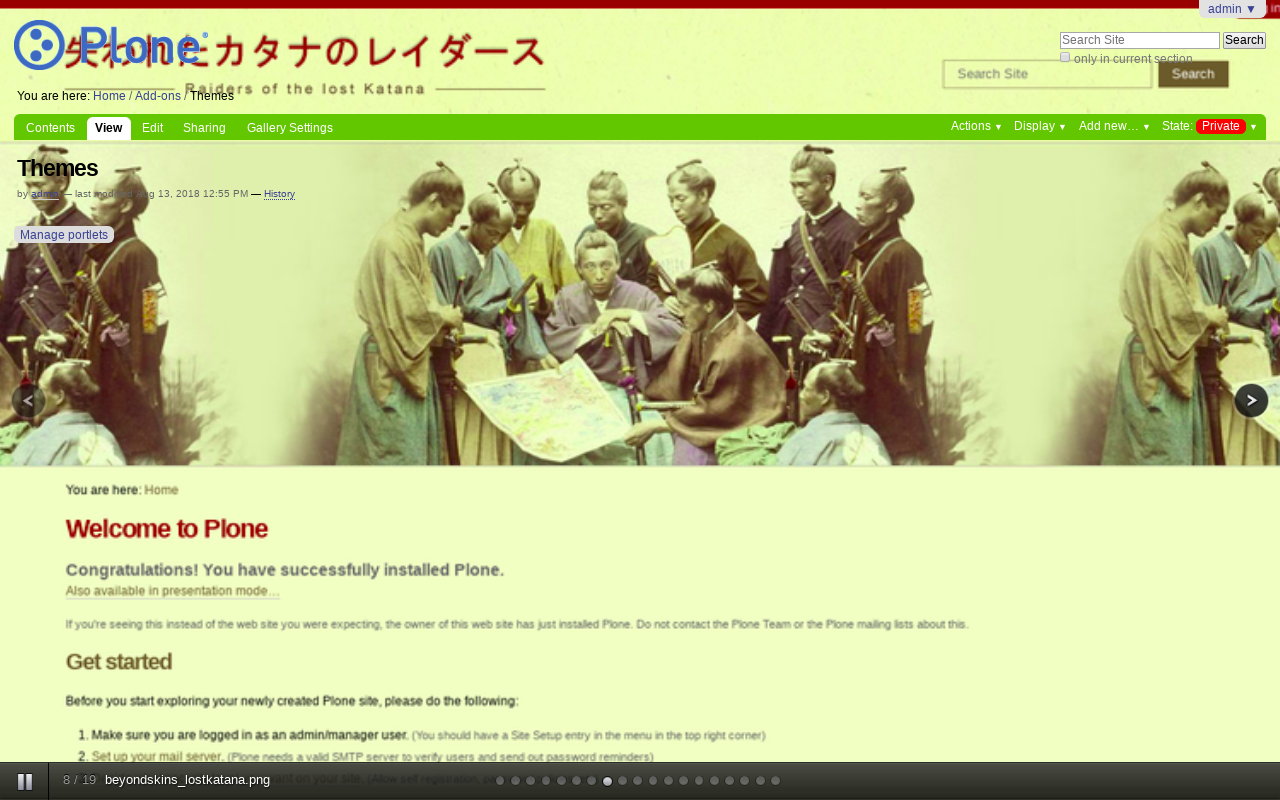 admin ▼
Plone®
失われたカタナのレイダース
Raiders of the lost Katana
Search Site
Search
only in current section
Search Site
Search
You are here: Home / Add-ons / Themes
Contents View Edit Sharing Gallery Settings Actions ▼ Display ▼ Add new… ▼ State: Private ▼
Themes
by admin — last modified Aug 13, 2018 12:55 PM — History
Manage portlets
You are here: Home
Welcome to Plone
Congratulations! You have successfully installed Plone.
Also available in presentation mode…
If you're seeing this instead of the web site you were expecting, the owner of this web site has just installed Plone. Do not contact the Plone Team or the Plone mailing lists about this.
Get started
Before you start exploring your newly created Plone site, please do the following:
1. Make sure you are logged in as an admin/manager user. (You should have a Site Setup entry in the menu in the top right corner)
2. Set up your mail server. (Plone needs a valid SMTP server to verify users and send out password reminders)
want on your site. (Allow self registration,
8 / 19 beyondskins_lostkatana.png